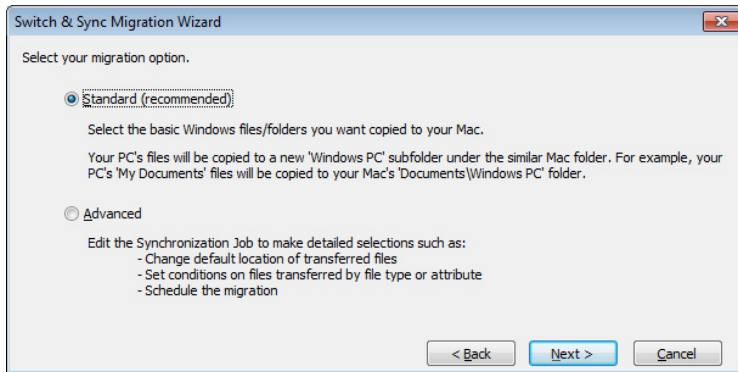 Switch & Sync Migration Wizard
Select your migration option.
Standard (recommended)
Select the basic Windows files/folders you want copied to your Mac.
Your PC's files will be copied to a new 'Windows PC' subfolder under the similar Mac folder. For example, your
PC's 'My Documents' files will be copied to your Mac's 'Documents\Windows PC' folder.
Advanced
Edit the Synchronization Job to make detailed selections such as:
- Change default location of transferred files
- Set conditions on files transferred by file type or attribute
- Schedule the migration
< Back Next > Cancel